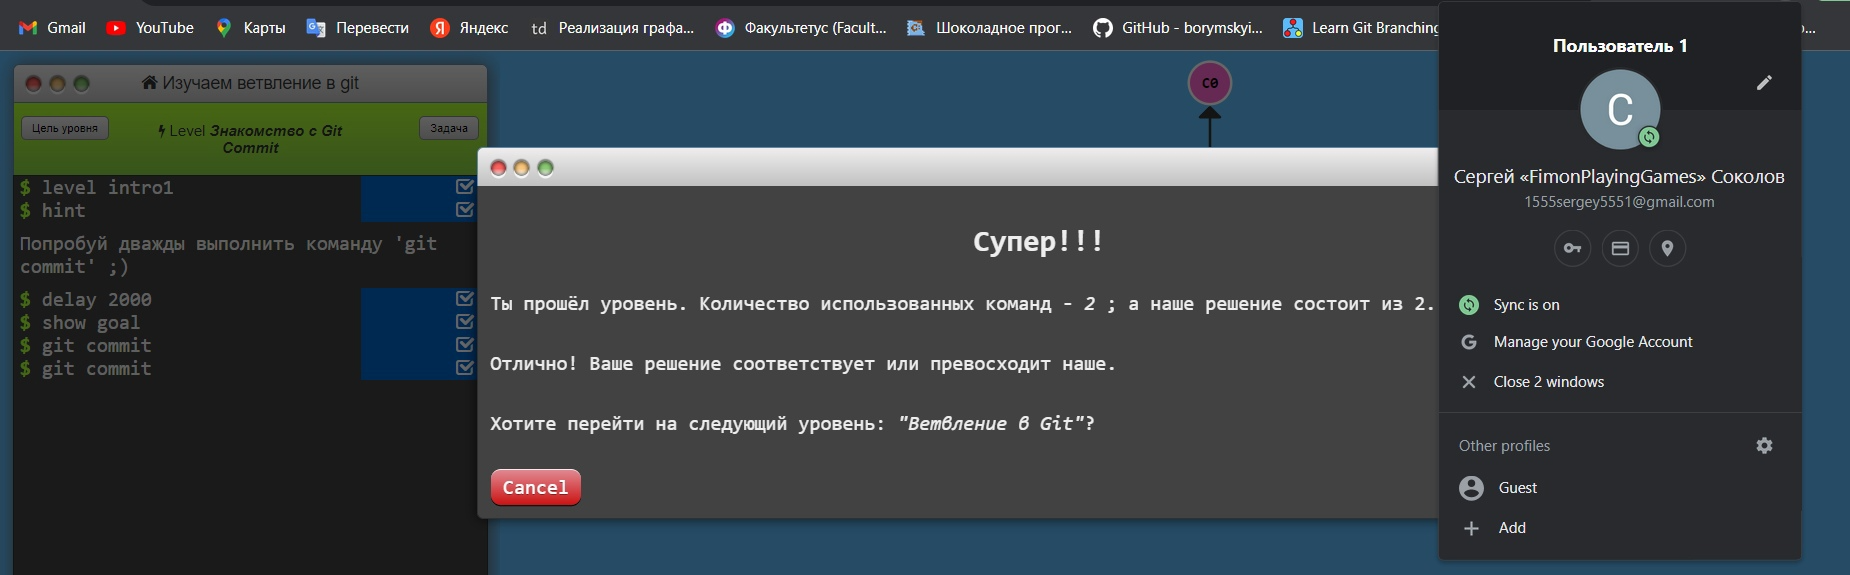 Gmail YouTube Карты Перевести Яндекс td Реализация графа... Факультетус (Facult... Шоколадное прог... GitHub - borymskyi... Learn Git Branching
Изучаем ветвление в git
Цель уровня
Level Знакомство с Git
Commit
Задача
$ level intro1
$ hint
Попробуй дважды выполнить команду 'git
commit' ;)
$ delay 2000
$ show goal
$ git commit
$ git commit
C0
Супер!!!
Ты прошёл уровень. Количество использованных команд - 2 ; а наше решение состоит из 2.
Отлично! Ваше решение соответствует или превосходит наше.
Хотите перейти на следующий уровень: "Ветвление в Git"?
Cancel
Пользователь 1
C
Сергей «FimonPlayingGames» Соколов
1555sergey5551@gmail.com
Sync is on
Manage your Google Account
Close 2 windows
Other profiles
Guest
Add